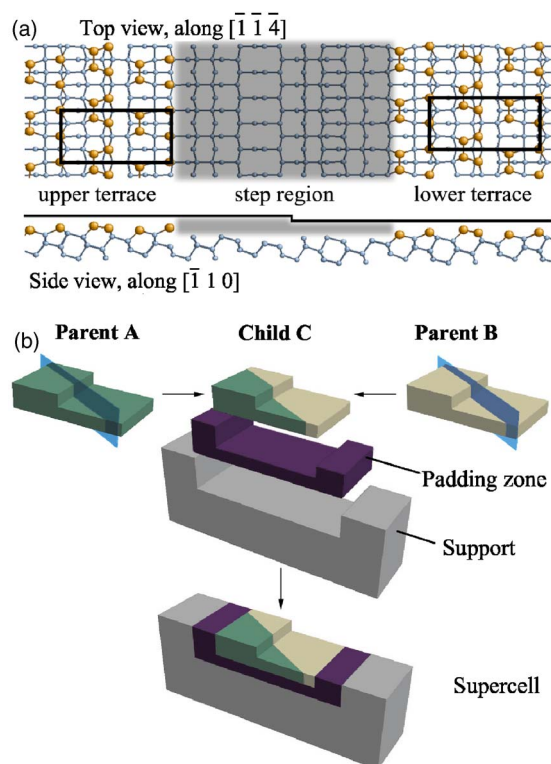 (a)
Top view, along [1̅ 1̅ 4̅]
upper terrace step region lower terrace
Side view, along [1̅ 1 0]
(b)
Parent A Child C Parent B
Padding zone
Support
Supercell